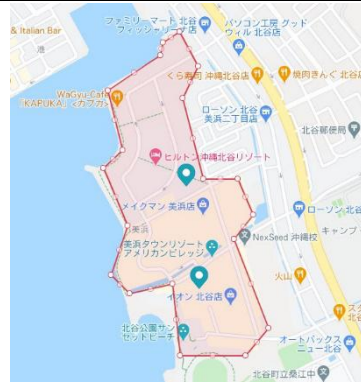 ファミリーマート 北谷
フィッシャリーナ店
パソコン工房 グッド
ウィル 北谷店
& Italian Bar
港
くら寿司 沖縄北谷店
焼肉きんぐ 北谷店
WaGyu-Cafe
「KAPUKA」<カプカ>
ローソン 北谷
美浜二丁目店
北谷郵便局
ヒルトン沖縄北谷リゾート
メイクマン 美浜店
ローソン 北谷
美浜
NexSeed 沖縄校
キャンプ
美浜タウンリゾート
アメリカンビレッジ
火山
イオン 北谷店
北谷公園サン
セットビーチ
オートバックス
ニュー北谷
北谷町立桑江中